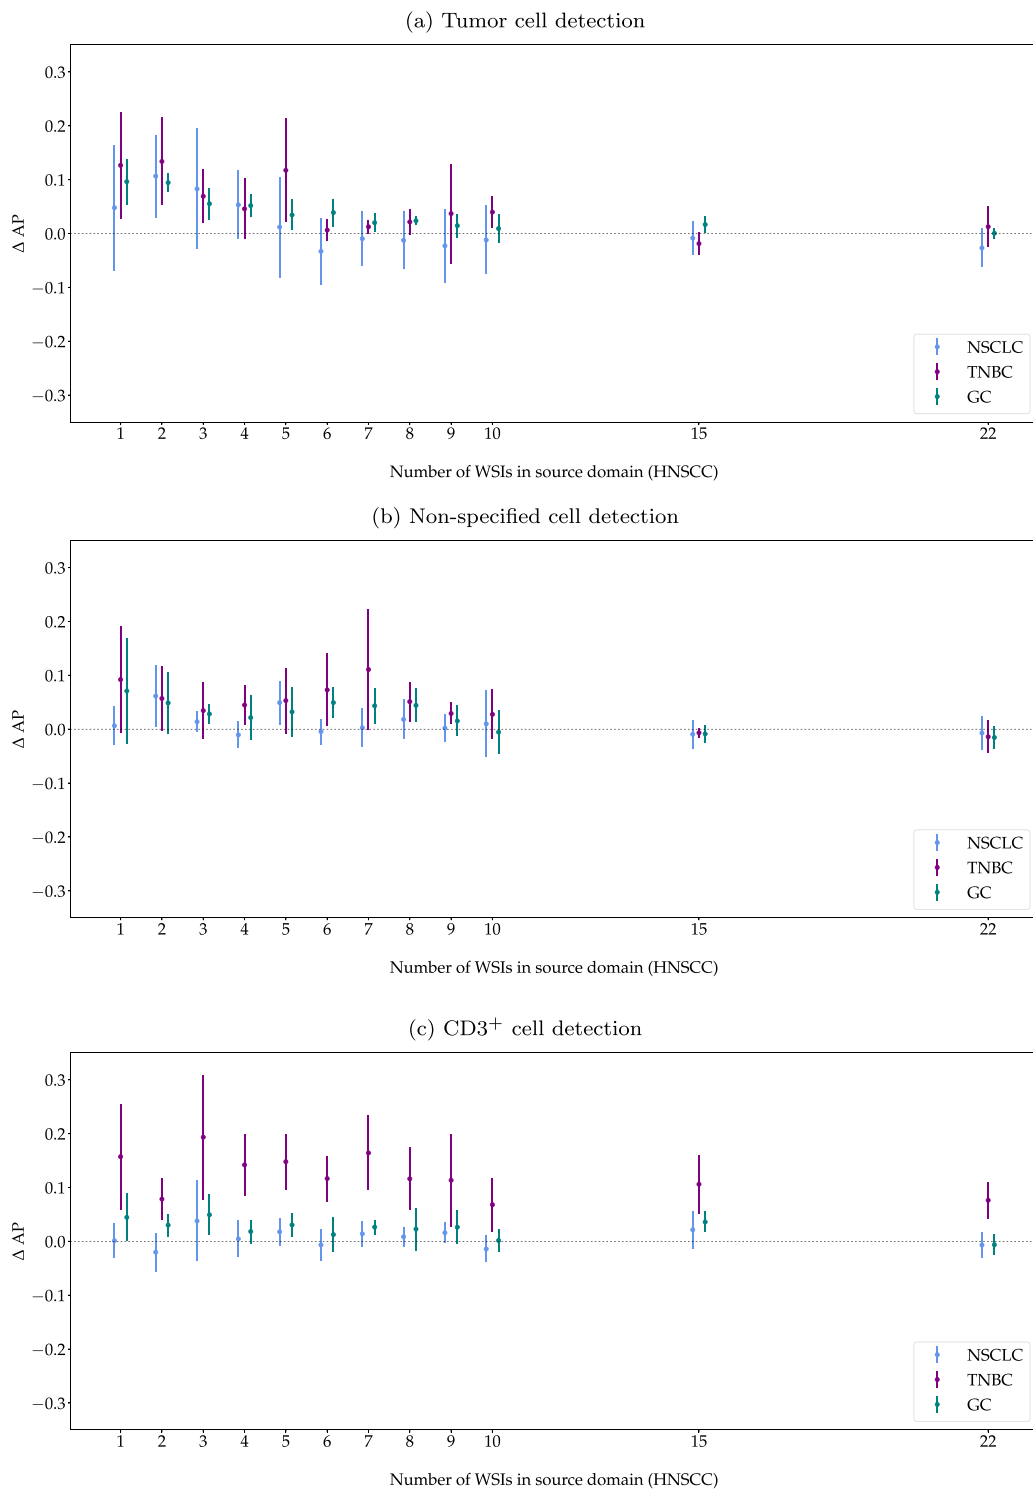 (a) Tumor cell detection
0.3
0.2
0.1
0.0
−0.1
−0.2
−0.3
Δ AP
NSCLC
TNBC
GC
1 2 3 4 5 6 7 8 9 10 15 22
Number of WSIs in source domain (HNSCC)
(b) Non-specified cell detection
0.3
0.2
0.1
0.0
−0.1
−0.2
−0.3
Δ AP
NSCLC
TNBC
GC
1 2 3 4 5 6 7 8 9 10 15 22
Number of WSIs in source domain (HNSCC)
(c) CD3⁺ cell detection
0.3
0.2
0.1
0.0
−0.1
−0.2
−0.3
Δ AP
NSCLC
TNBC
GC
1 2 3 4 5 6 7 8 9 10 15 22
Number of WSIs in source domain (HNSCC)